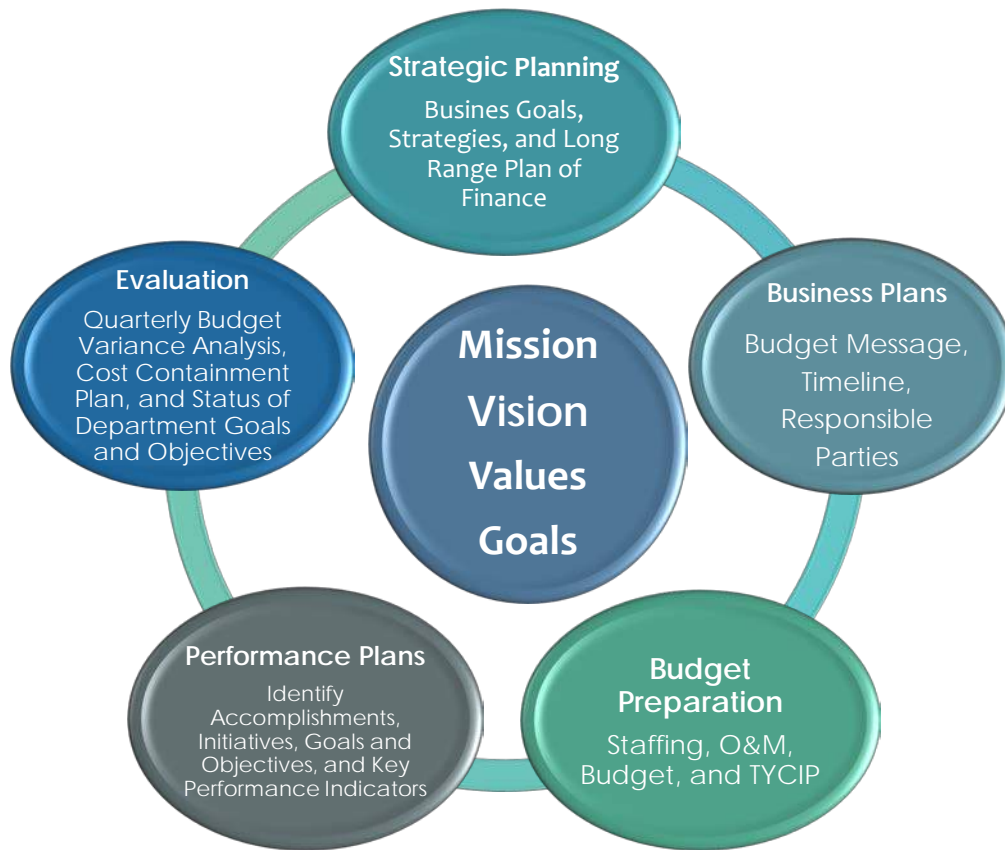 Strategic Planning
Busines Goals,
Strategies, and Long
Range Plan of
Finance
Business Plans
Budget Message,
Timeline,
Responsible
Parties
Budget
Preparation
Staffing, O&M,
Budget, and TYCIP
Performance Plans
Identify
Accomplishments,
Initiatives, Goals and
Objectives, and Key
Performance Indicators
Evaluation
Quarterly Budget
Variance Analysis,
Cost Containment
Plan, and Status of
Department Goals
and Objectives
Mission
Vision
Values
Goals